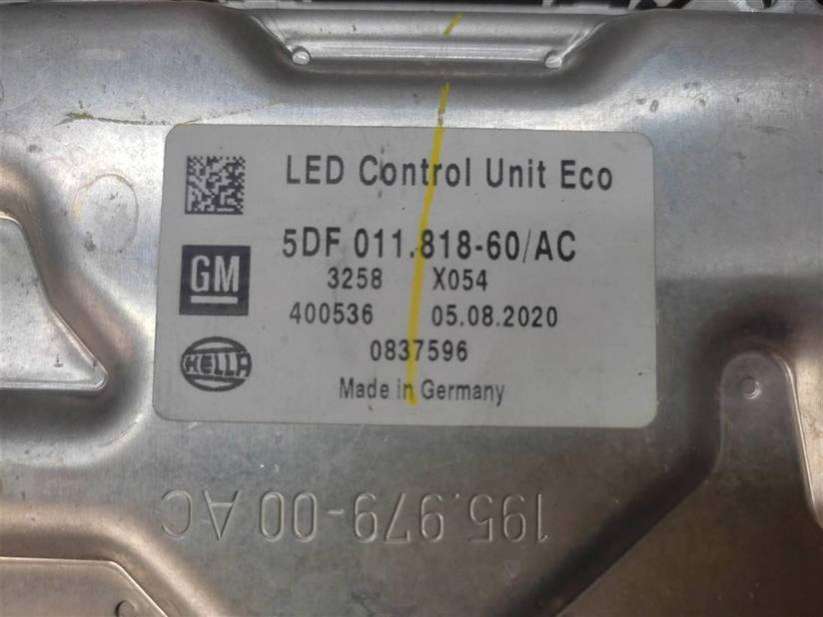 LED Control Unit Eco
5DF 011.818-60/AC
GM
3258 X054
400536 05.08.2020
HELLA
0837596
Made in Germany
195.979-00 AC